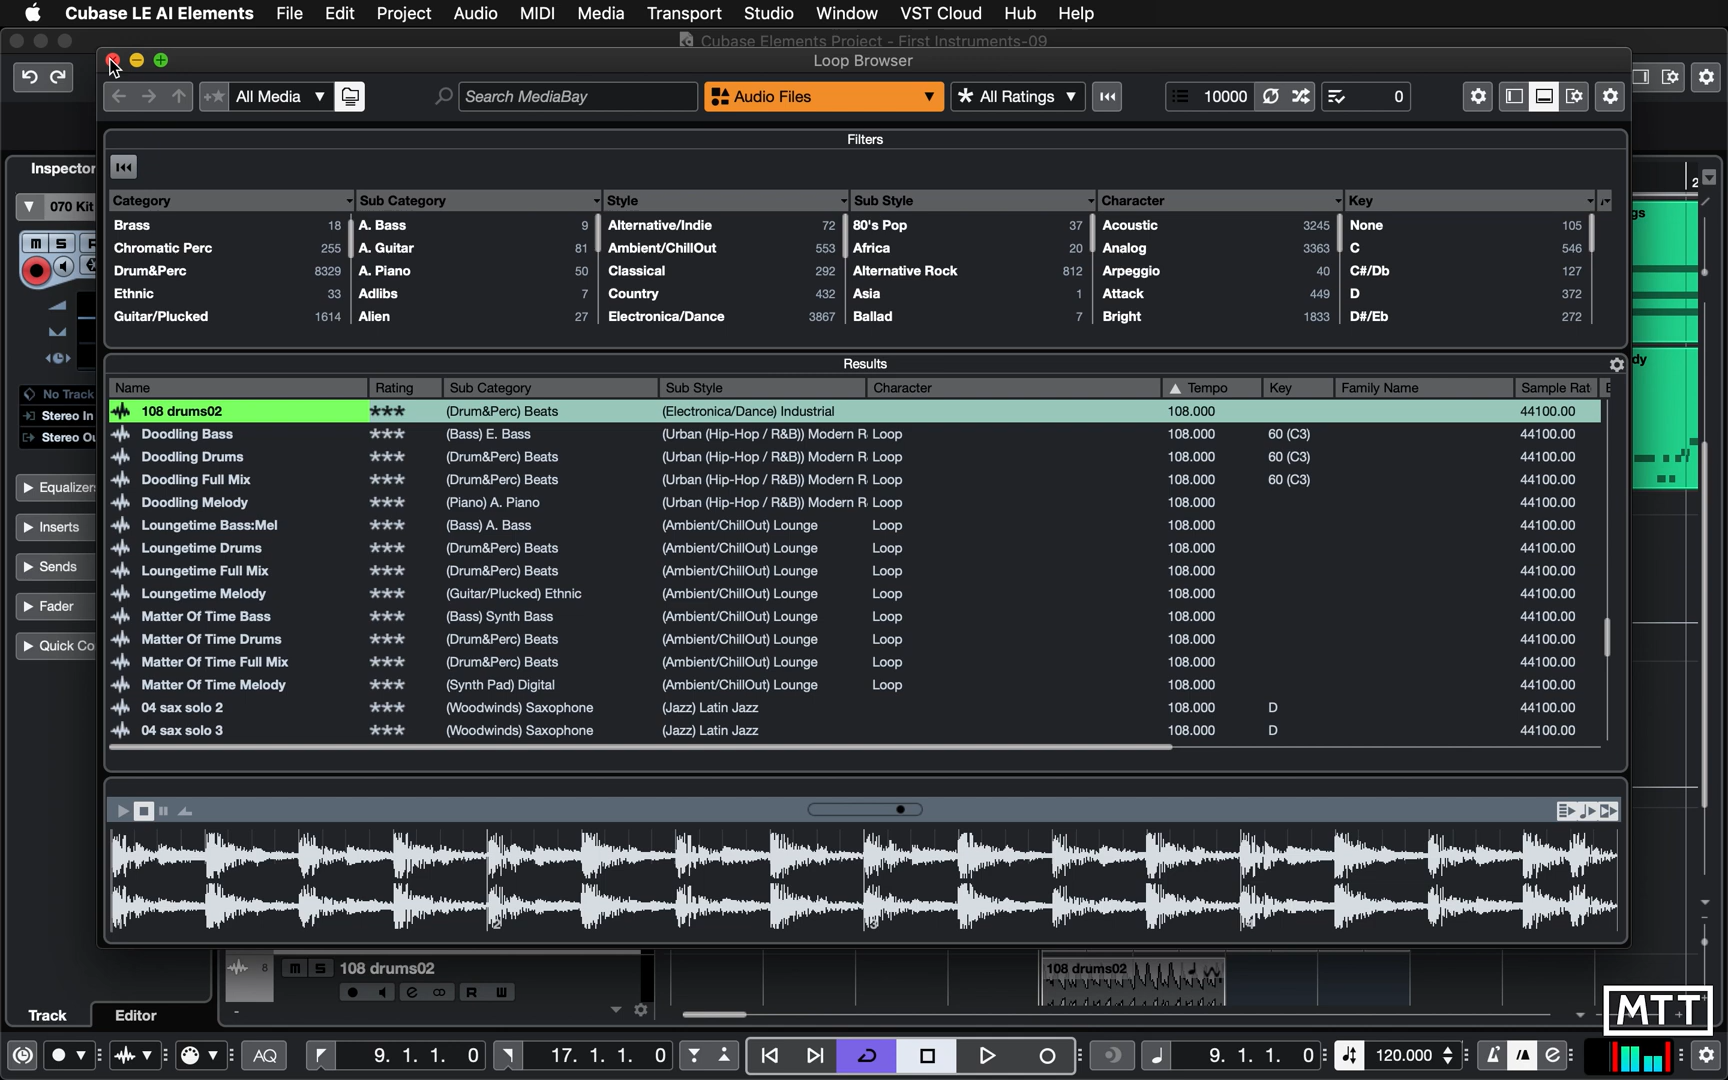 Cubase LE AI Elements File Edit Project Audio MIDI Media Transport Studio Window VST Cloud Hub Help
Cubase Elements Project - First Instruments-09
Loop Browser
All Media Search MediaBay Audio Files All Ratings 10000 0
Filters
Inspector
Category Sub Category Style Sub Style Character Key
070 Kit
Brass 18 A. Bass 9 Alternative/Indie 72 80's Pop 37 Acoustic 3245 None 105
Chromatic Perc 255 A. Guitar 81 Ambient/ChillOut 553 Africa 20 Analog 3363 C 546
Drum&Perc 8329 A. Piano 50 Classical 292 Alternative Rock 812 Arpeggio 40 C#/Db 127
Ethnic 33 Adlibs 7 Country 432 Asia 1 Attack 449 D 372
Guitar/Plucked 1614 Alien 27 Electronica/Dance 3867 Ballad 7 Bright 1833 D#/Eb 272
M S R
Results
Name Rating Sub Category Sub Style Character Tempo Key Family Name Sample Rat
108 drums02 *** (Drum&Perc) Beats (Electronica/Dance) Industrial 108.000 44100.00
Doodling Bass *** (Bass) E. Bass (Urban (Hip-Hop / R&B)) Modern R Loop 108.000 60 (C3) 44100.00
Doodling Drums *** (Drum&Perc) Beats (Urban (Hip-Hop / R&B)) Modern R Loop 108.000 60 (C3) 44100.00
Doodling Full Mix *** (Drum&Perc) Beats (Urban (Hip-Hop / R&B)) Modern R Loop 108.000 60 (C3) 44100.00
Doodling Melody *** (Piano) A. Piano (Urban (Hip-Hop / R&B)) Modern R Loop 108.000 44100.00
Loungetime Bass:Mel *** (Bass) A. Bass (Ambient/ChillOut) Lounge Loop 108.000 44100.00
Loungetime Drums *** (Drum&Perc) Beats (Ambient/ChillOut) Lounge Loop 108.000 44100.00
Loungetime Full Mix *** (Drum&Perc) Beats (Ambient/ChillOut) Lounge Loop 108.000 44100.00
Loungetime Melody *** (Guitar/Plucked) Ethnic (Ambient/ChillOut) Lounge Loop 108.000 44100.00
Matter Of Time Bass *** (Bass) Synth Bass (Ambient/ChillOut) Lounge Loop 108.000 44100.00
Matter Of Time Drums *** (Drum&Perc) Beats (Ambient/ChillOut) Lounge Loop 108.000 44100.00
Matter Of Time Full Mix *** (Drum&Perc) Beats (Ambient/ChillOut) Lounge Loop 108.000 44100.00
Matter Of Time Melody *** (Synth Pad) Digital (Ambient/ChillOut) Lounge Loop 108.000 44100.00
04 sax solo 2 *** (Woodwinds) Saxophone (Jazz) Latin Jazz 108.000 D 44100.00
04 sax solo 3 *** (Woodwinds) Saxophone (Jazz) Latin Jazz 108.000 D 44100.00
No Track
Stereo In
Stereo Ou
Equalizers
Inserts
Sends
Fader
Quick Co
2 3 4
8 M S 108 drums02
R W
108 drums02
Track Editor
MTT
AQ 9. 1. 1. 0 17. 1. 1. 0 9. 1. 1. 0 120.000